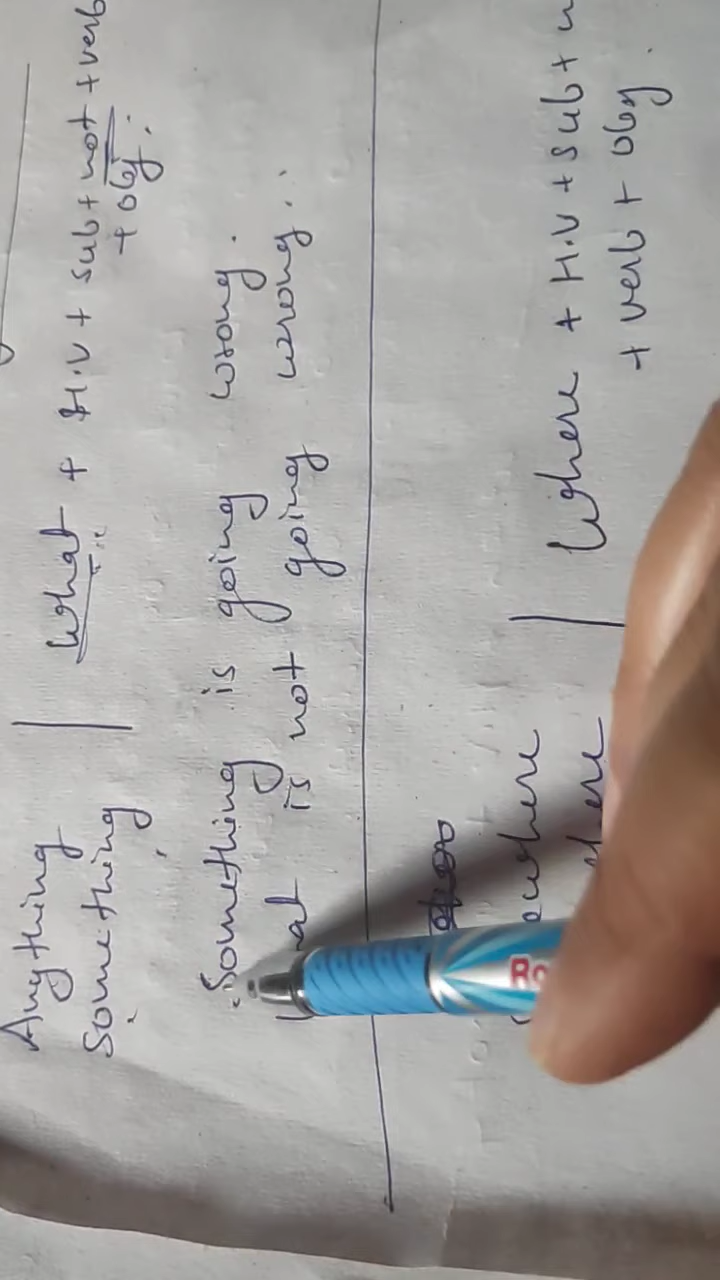 Anything | What + H.V + sub + not + verb
Something, + obj.
Something is going wrong.
is not going wrong..
Where + H.V + sub +
+ verb + obj.